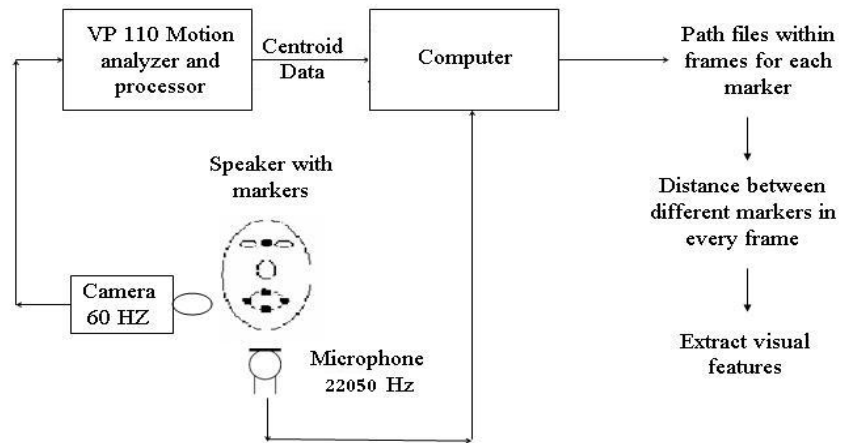 VP 110 Motion
analyzer and
processor
Centroid
Data
Computer
Path files within
frames for each
marker
Speaker with
markers
Distance between
different markers in
every frame
Camera
60 HZ
Microphone
22050 Hz
Extract visual
features